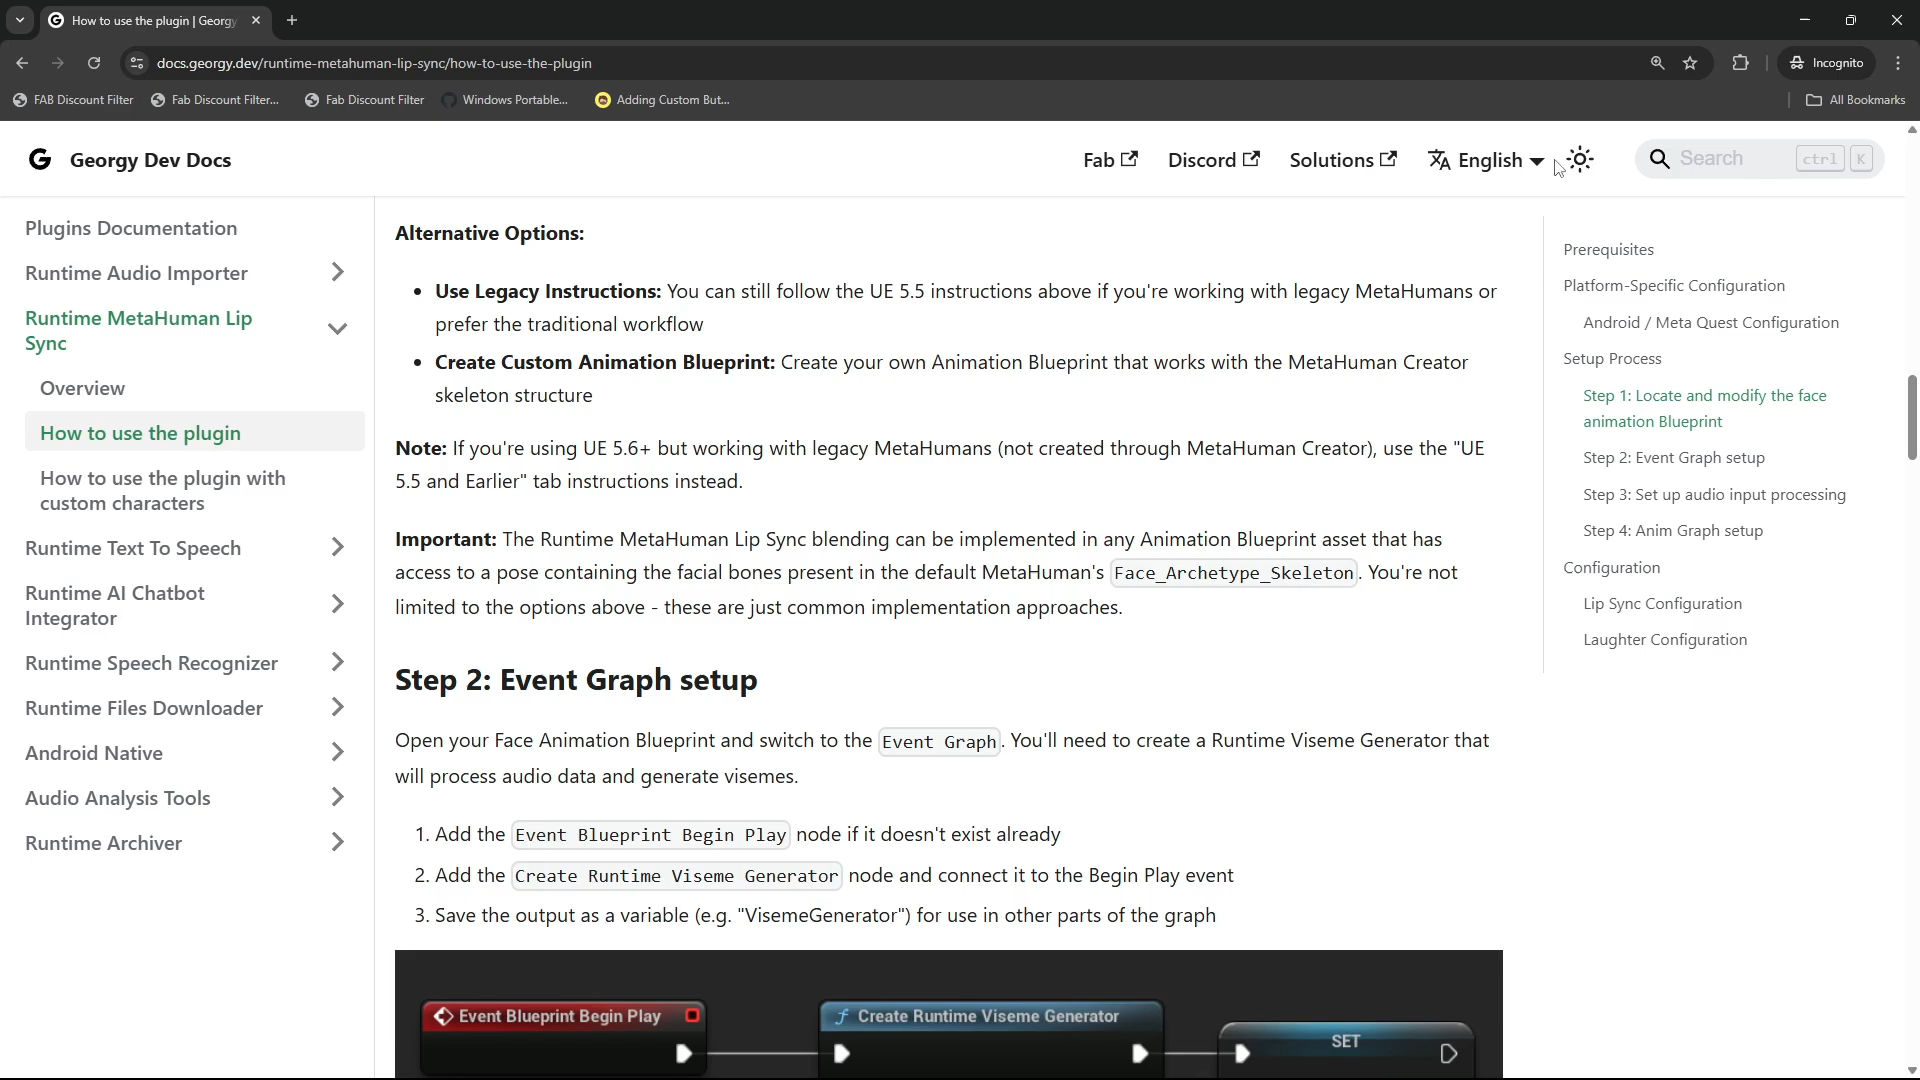 How to use the plugin | Georgy
docs.georgy.dev/runtime-metahuman-lip-sync/how-to-use-the-plugin
Incognito
FAB Discount Filter
Fab Discount Filter...
Fab Discount Filter
Windows Portable...
Adding Custom But...
All Bookmarks
Georgy Dev Docs
Fab
Discord
Solutions
English
Search
ctrl
K
Plugins Documentation
Runtime Audio Importer
Runtime MetaHuman Lip
Sync
Overview
How to use the plugin
How to use the plugin with
custom characters
Runtime Text To Speech
Runtime AI Chatbot
Integrator
Runtime Speech Recognizer
Runtime Files Downloader
Android Native
Audio Analysis Tools
Runtime Archiver
Alternative Options:
• Use Legacy Instructions: You can still follow the UE 5.5 instructions above if you're working with legacy MetaHumans or
prefer the traditional workflow
• Create Custom Animation Blueprint: Create your own Animation Blueprint that works with the MetaHuman Creator
skeleton structure
Note: If you're using UE 5.6+ but working with legacy MetaHumans (not created through MetaHuman Creator), use the "UE
5.5 and Earlier" tab instructions instead.
Important: The Runtime MetaHuman Lip Sync blending can be implemented in any Animation Blueprint asset that has
access to a pose containing the facial bones present in the default MetaHuman's Face_Archetype_Skeleton. You're not
limited to the options above - these are just common implementation approaches.
Step 2: Event Graph setup
Open your Face Animation Blueprint and switch to the Event Graph. You'll need to create a Runtime Viseme Generator that
will process audio data and generate visemes.
1. Add the Event Blueprint Begin Play node if it doesn't exist already
2. Add the Create Runtime Viseme Generator node and connect it to the Begin Play event
3. Save the output as a variable (e.g. "VisemeGenerator") for use in other parts of the graph
Event Blueprint Begin Play
f Create Runtime Viseme Generator
SET
Prerequisites
Platform-Specific Configuration
Android / Meta Quest Configuration
Setup Process
Step 1: Locate and modify the face
animation Blueprint
Step 2: Event Graph setup
Step 3: Set up audio input processing
Step 4: Anim Graph setup
Configuration
Lip Sync Configuration
Laughter Configuration